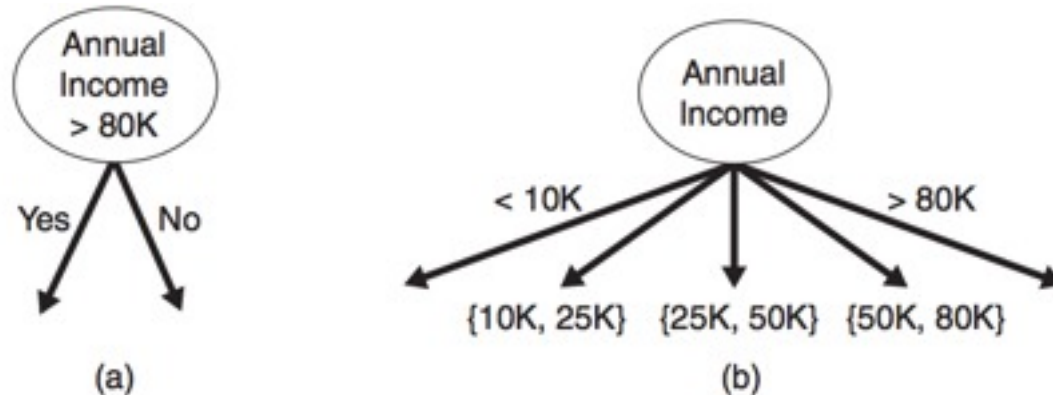 Annual
Income
> 80K
Yes
No
(a)
Annual
Income
< 10K
> 80K
{10K, 25K}
{25K, 50K}
{50K, 80K}
(b)